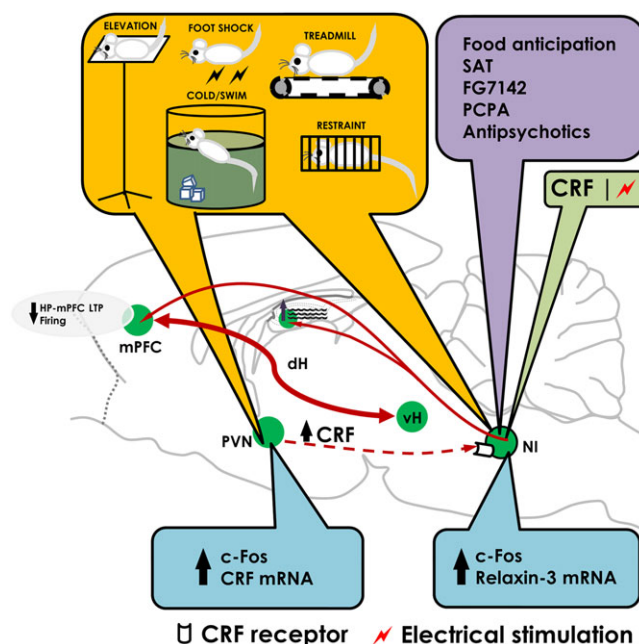 ELEVATION
FOOT SHOCK
TREADMILL
COLD/SWIM
RESTRAINT
Food anticipation
SAT
FG7142
PCPA
Antipsychotics
CRF |
HP-mPFC LTP
Firing
mPFC
dH
vH
PVN
CRF
NI
c-Fos
CRF mRNA
c-Fos
Relaxin-3 mRNA
CRF receptor
Electrical stimulation